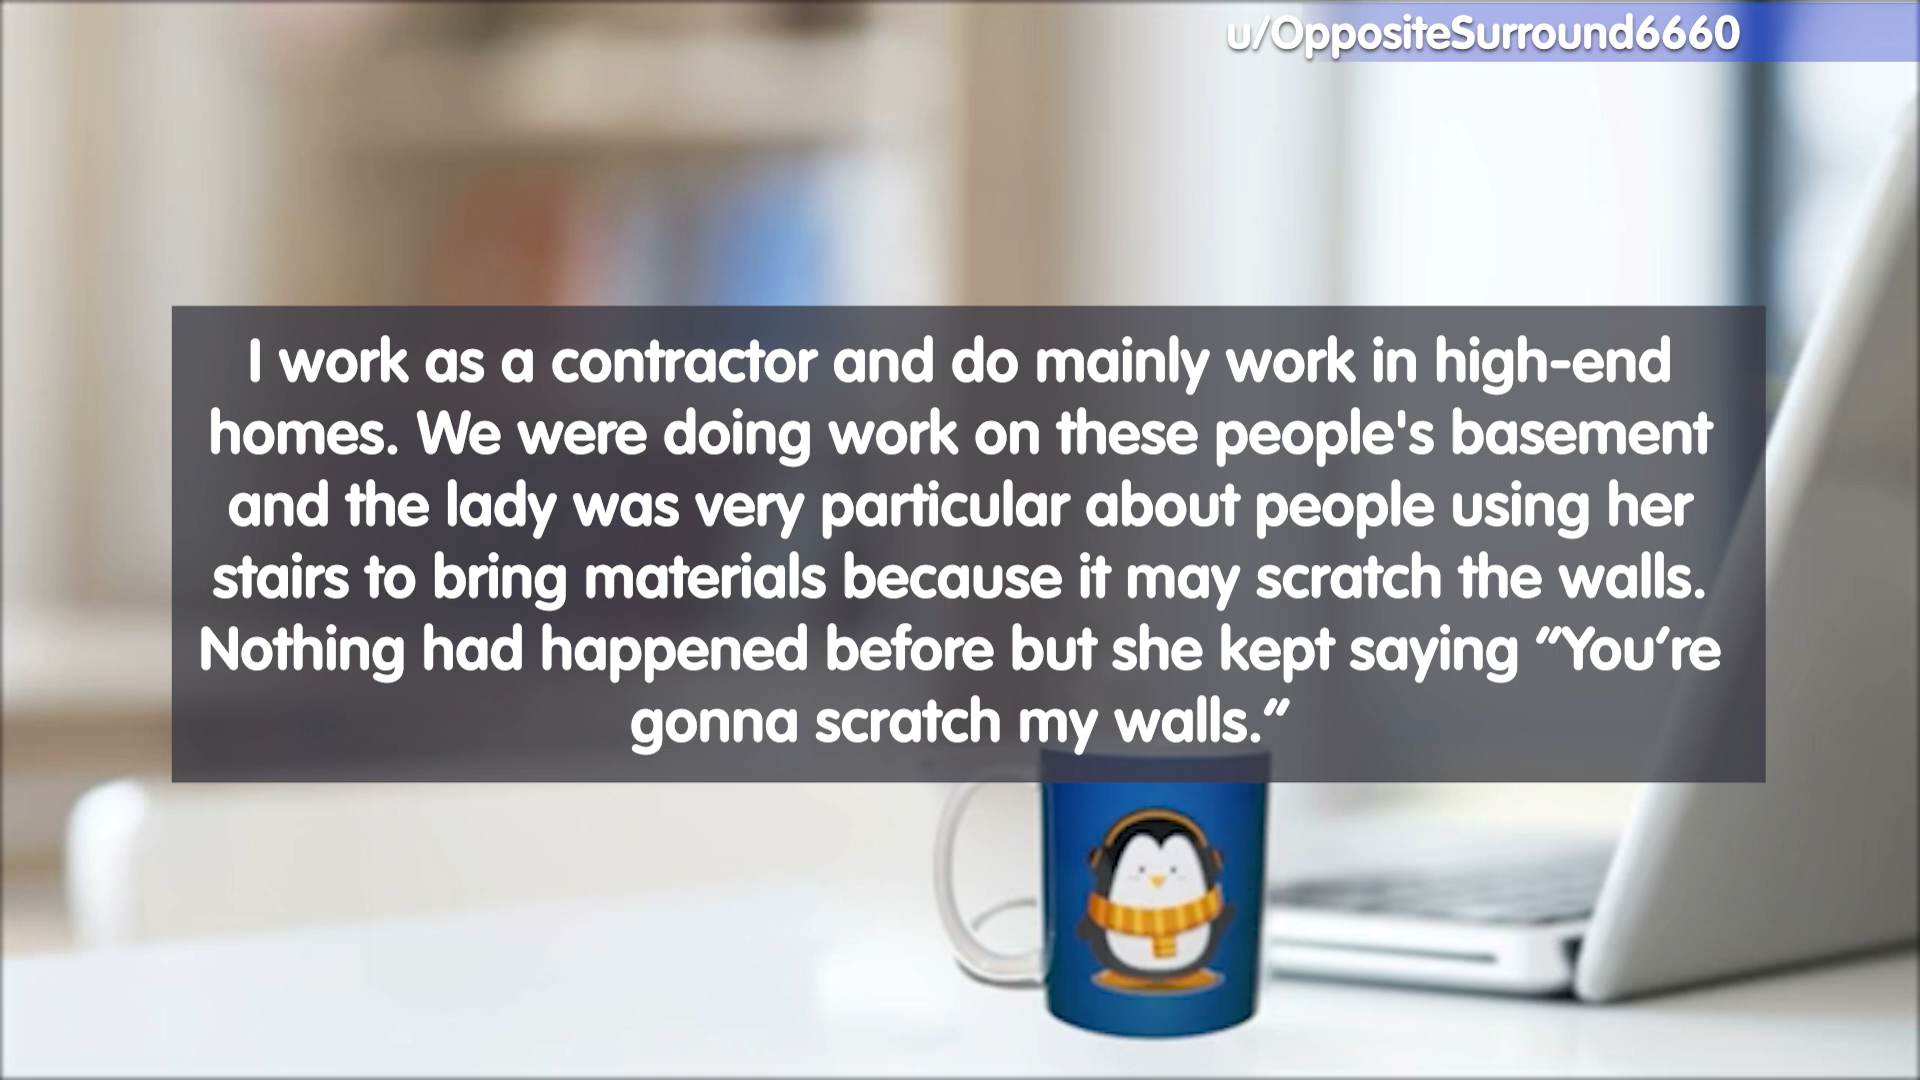 u/OppositeSurround6660
I work as a contractor and do mainly work in high-end
homes. We were doing work on these people's basement
and the lady was very particular about people using her
stairs to bring materials because it may scratch the walls.
Nothing had happened before but she kept saying “You’re
gonna scratch my walls.”